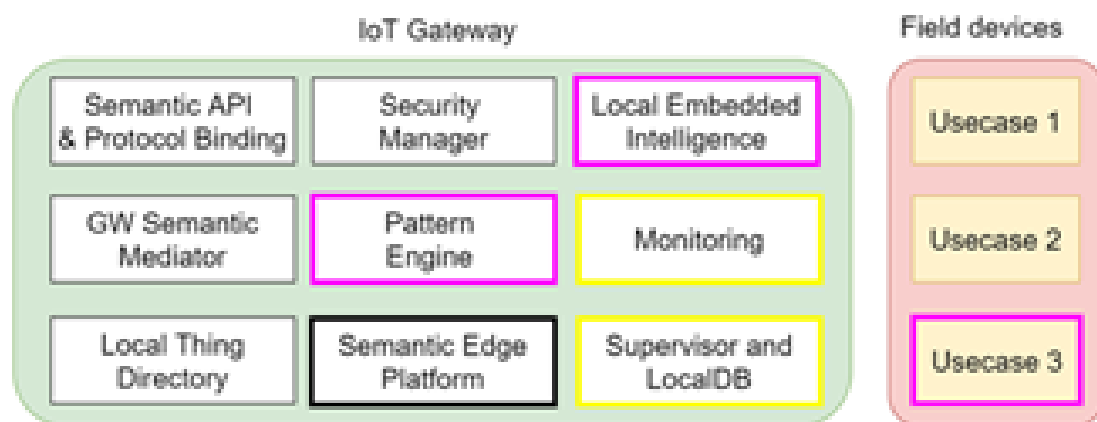 IoT Gateway
Field devices
Semantic API
& Protocol Binding
Security
Manager
Local Embedded
Intelligence
Usecase 1
GW Semantic
Mediator
Pattern
Engine
Monitoring
Usecase 2
Local Thing
Directory
Semantic Edge
Platform
Supervisor and
LocalDB
Usecase 3